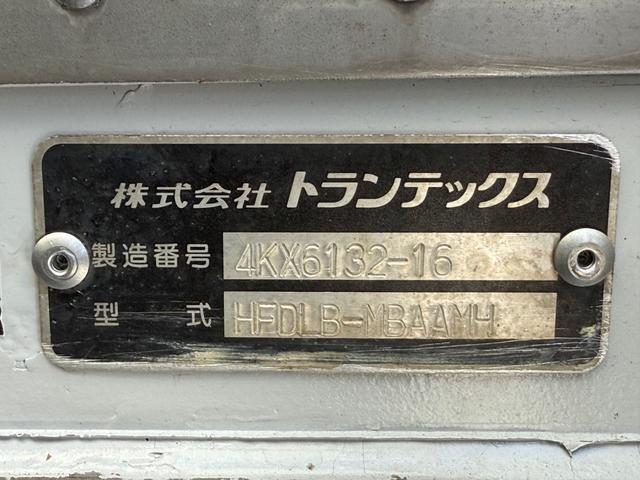 株式会社 トランテックス
製造番号 4KX6132-16
型式 HFDLB-MBAAMH